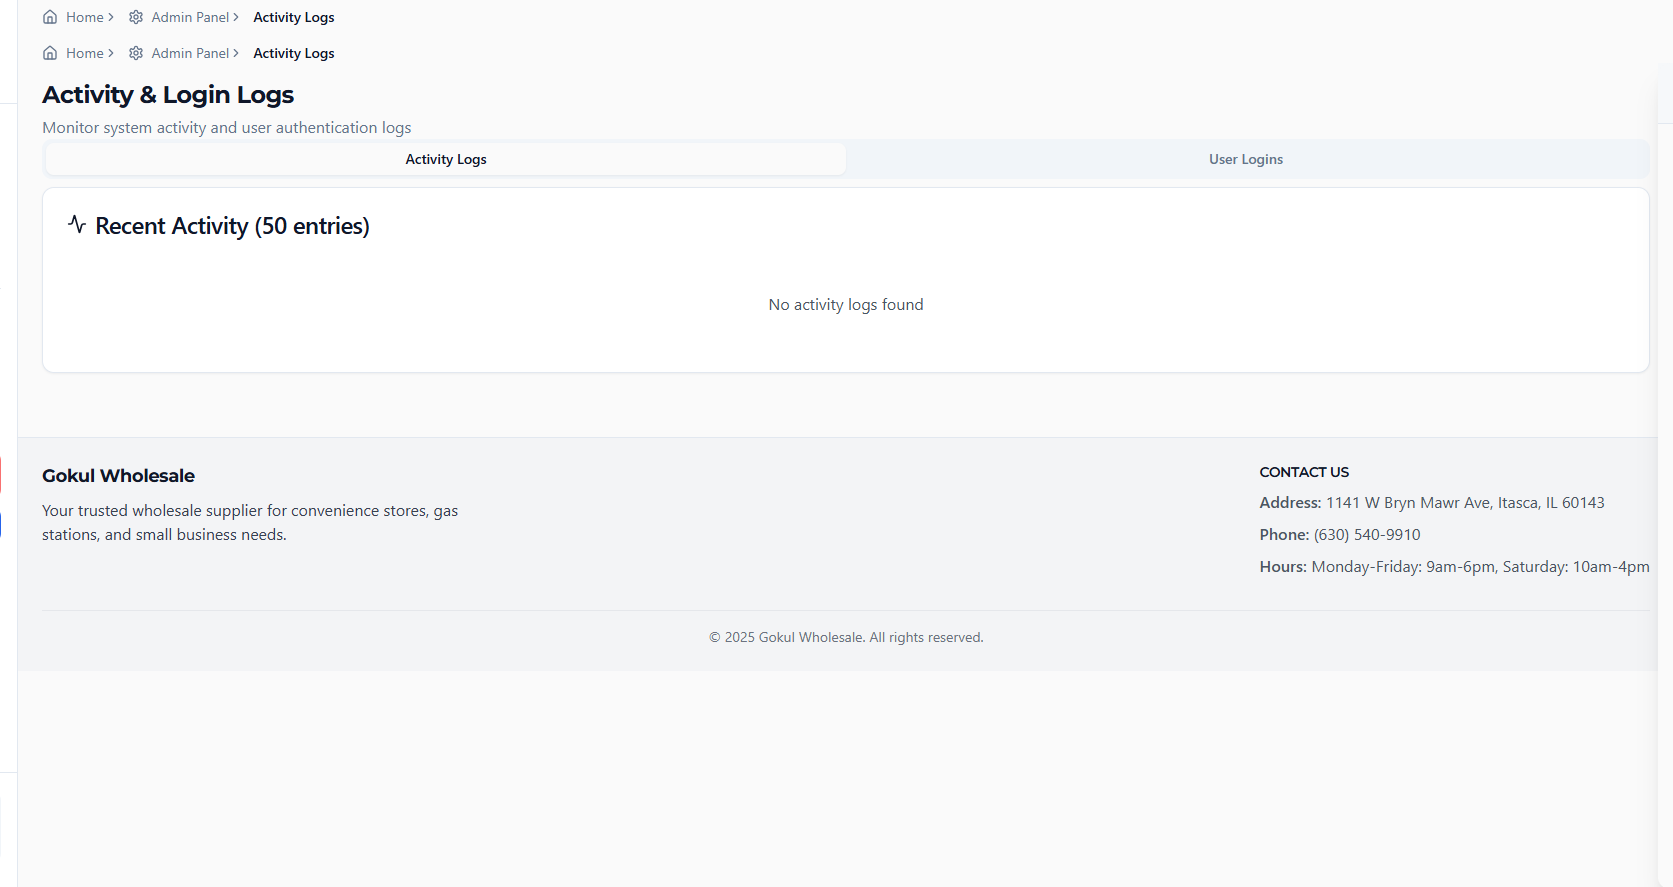 Home > Admin Panel > Activity Logs
Home > Admin Panel > Activity Logs
Activity & Login Logs
Monitor system activity and user authentication logs
Activity Logs
User Logins
Recent Activity (50 entries)
No activity logs found
Gokul Wholesale
Your trusted wholesale supplier for convenience stores, gas
stations, and small business needs.
CONTACT US
Address: 1141 W Bryn Mawr Ave, Itasca, IL 60143
Phone: (630) 540-9910
Hours: Monday-Friday: 9am-6pm, Saturday: 10am-4pm
© 2025 Gokul Wholesale. All rights reserved.